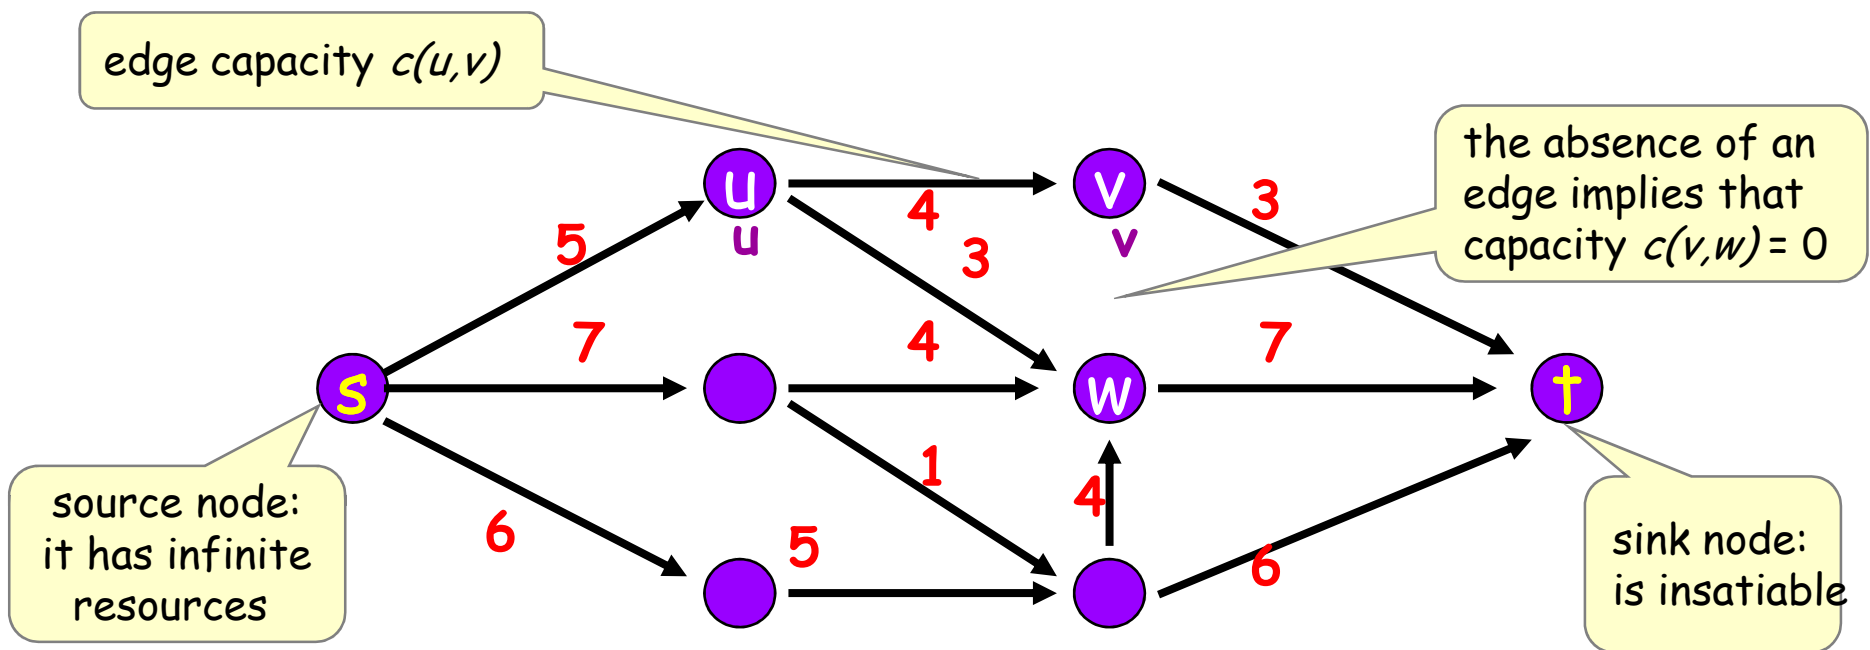 edge capacity c(u,v)
the absence of an
edge implies that
capacity c(v,w) = 0
u
v
4
3
5
u
v
3
7
4
7
s
w
t
1
4
6
5
6
source node:
it has infinite
resources
sink node:
is insatiable